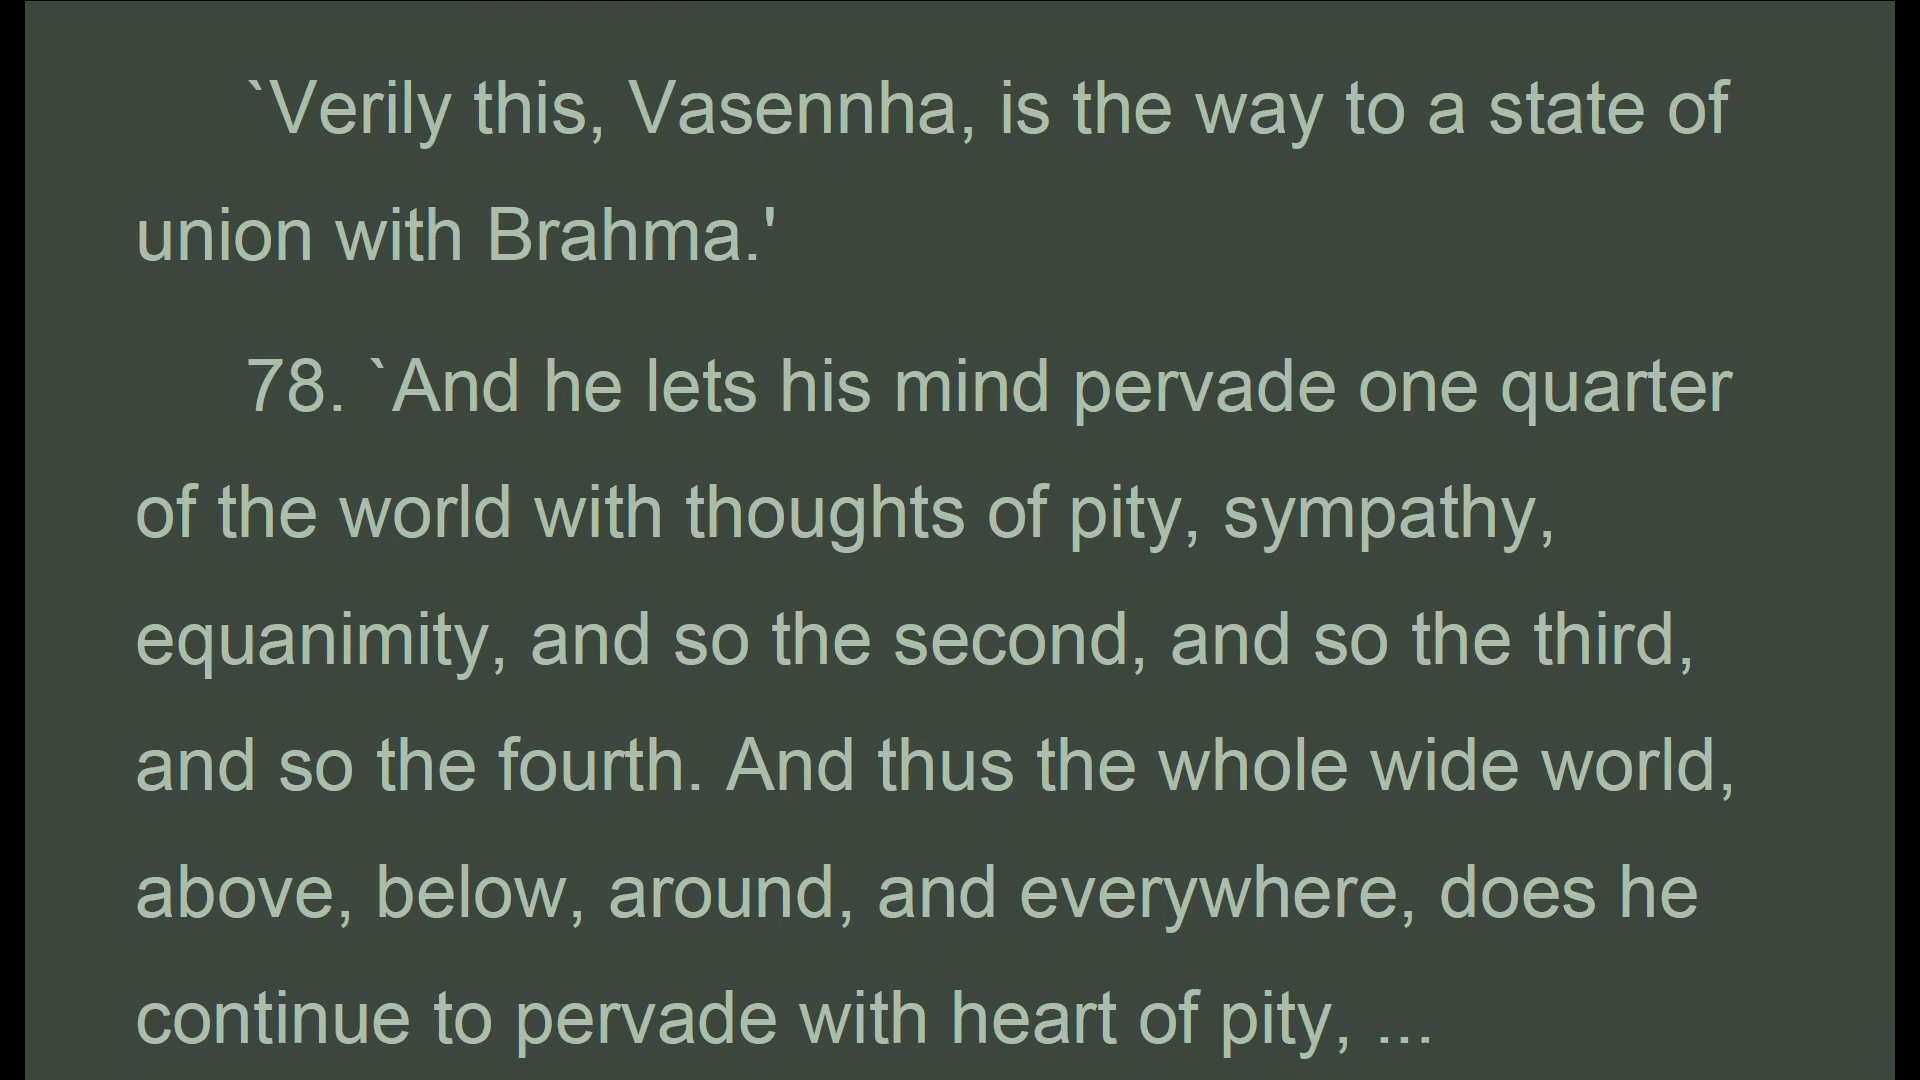 `Verily this, Vasennha, is the way to a state of
union with Brahma.'
78. `And he lets his mind pervade one quarter
of the world with thoughts of pity, sympathy,
equanimity, and so the second, and so the third,
and so the fourth. And thus the whole wide world,
above, below, around, and everywhere, does he
continue to pervade with heart of pity, ...